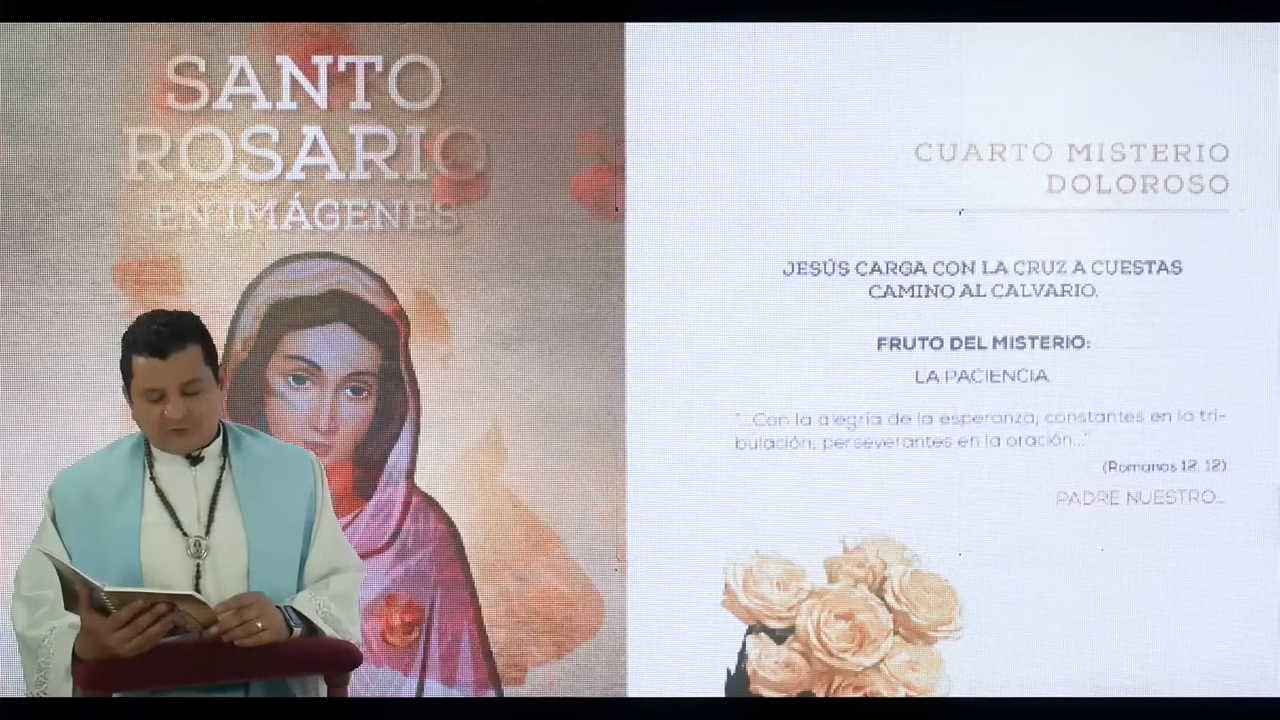 SANTO
ROSARIO
EN IMÁGENES
CUARTO MISTERIO
DOLOROSO
JESÚS CARGA CON LA CRUZ A CUESTAS
CAMINO AL CALVARIO.
FRUTO DEL MISTERIO:
LA PACIENCIA.
"...Con la alegría de la esperanza, constantes en la tri-
bulación, perseverantes en la oración..."
(Romanos 12, 12)
PADRE NUESTRO...